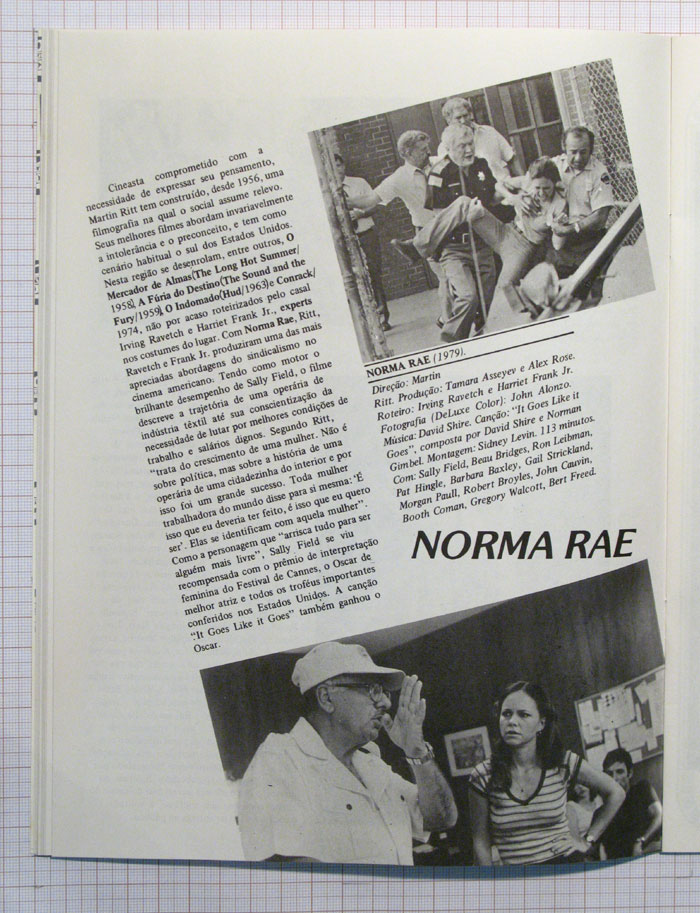 Cineasta comprometido com a
necessidade de expressar seu pensamento,
Martin Ritt tem construído, desde 1956, uma
filmografia na qual o social assume relevo.
Seus melhores filmes abordam invariavelmente
a intolerância e o preconceito, e tem como
cenário habitual o sul dos Estados Unidos.
Nesta região se desenrolam, entre outros, O
Mercador de Almas(The Long Hot Summer/
1958), A Fúria do Destino(The Sound and the
Fury/1959), O Indomado(Hud/1963)e Conrack/
1974, não por acaso roteirizados pelo casal
Irving Ravetch e Harriet Frank Jr., experts
nos costumes do lugar. Com Norma Rae, Ritt,
Ravetch e Frank Jr. produziram uma das mais
apreciadas abordagens do sindicalismo no
cinema americano. Tendo como motor o
brilhante desempenho de Sally Field, o filme
descreve a trajetória de uma operária de
indústria têxtil até sua conscientização da
necessidade de lutar por melhores condições de
trabalho e salários dignos. Segundo Ritt,
“trata do crescimento de uma mulher. Não é
sobre política, mas sobre a história de uma
operária de uma cidadezinha do interior e por
isso foi um grande sucesso. Toda mulher
trabalhadora do mundo disse para si mesma: ‘É
isso que eu deveria ter feito, é isso que eu quero
ser’. Elas se identificam com aquela mulher”.
Como a personagem que “arrisca tudo para ser
alguém mais livre”, Sally Field se viu
recompensada com o prêmio de interpretação
feminina do Festival de Cannes, o Oscar de
melhor atriz e todos os troféus importantes
conferidos nos Estados Unidos. A canção
“It Goes Like it Goes” também ganhou o
Oscar.
NORMA RAE (1979).
Direção: Martin
Ritt. Produção: Tamara Asseyev e Alex Rose.
Roteiro: Irving Ravetch e Harriet Frank Jr.
Fotografia (DeLuxe Color): John Alonzo.
Música: David Shire. Canção: “It Goes Like it
Goes”, composta por David Shire e Norman
Gimbel. Montagem: Sidney Levin. 113 minutos.
Com: Sally Field, Beau Bridges, Ron Leibman,
Pat Hingle, Barbara Baxley, Gail Strickland,
Morgan Paull, Robert Broyles, John Cauvin,
Booth Coman, Gregory Walcott, Bert Freed.
NORMA RAE